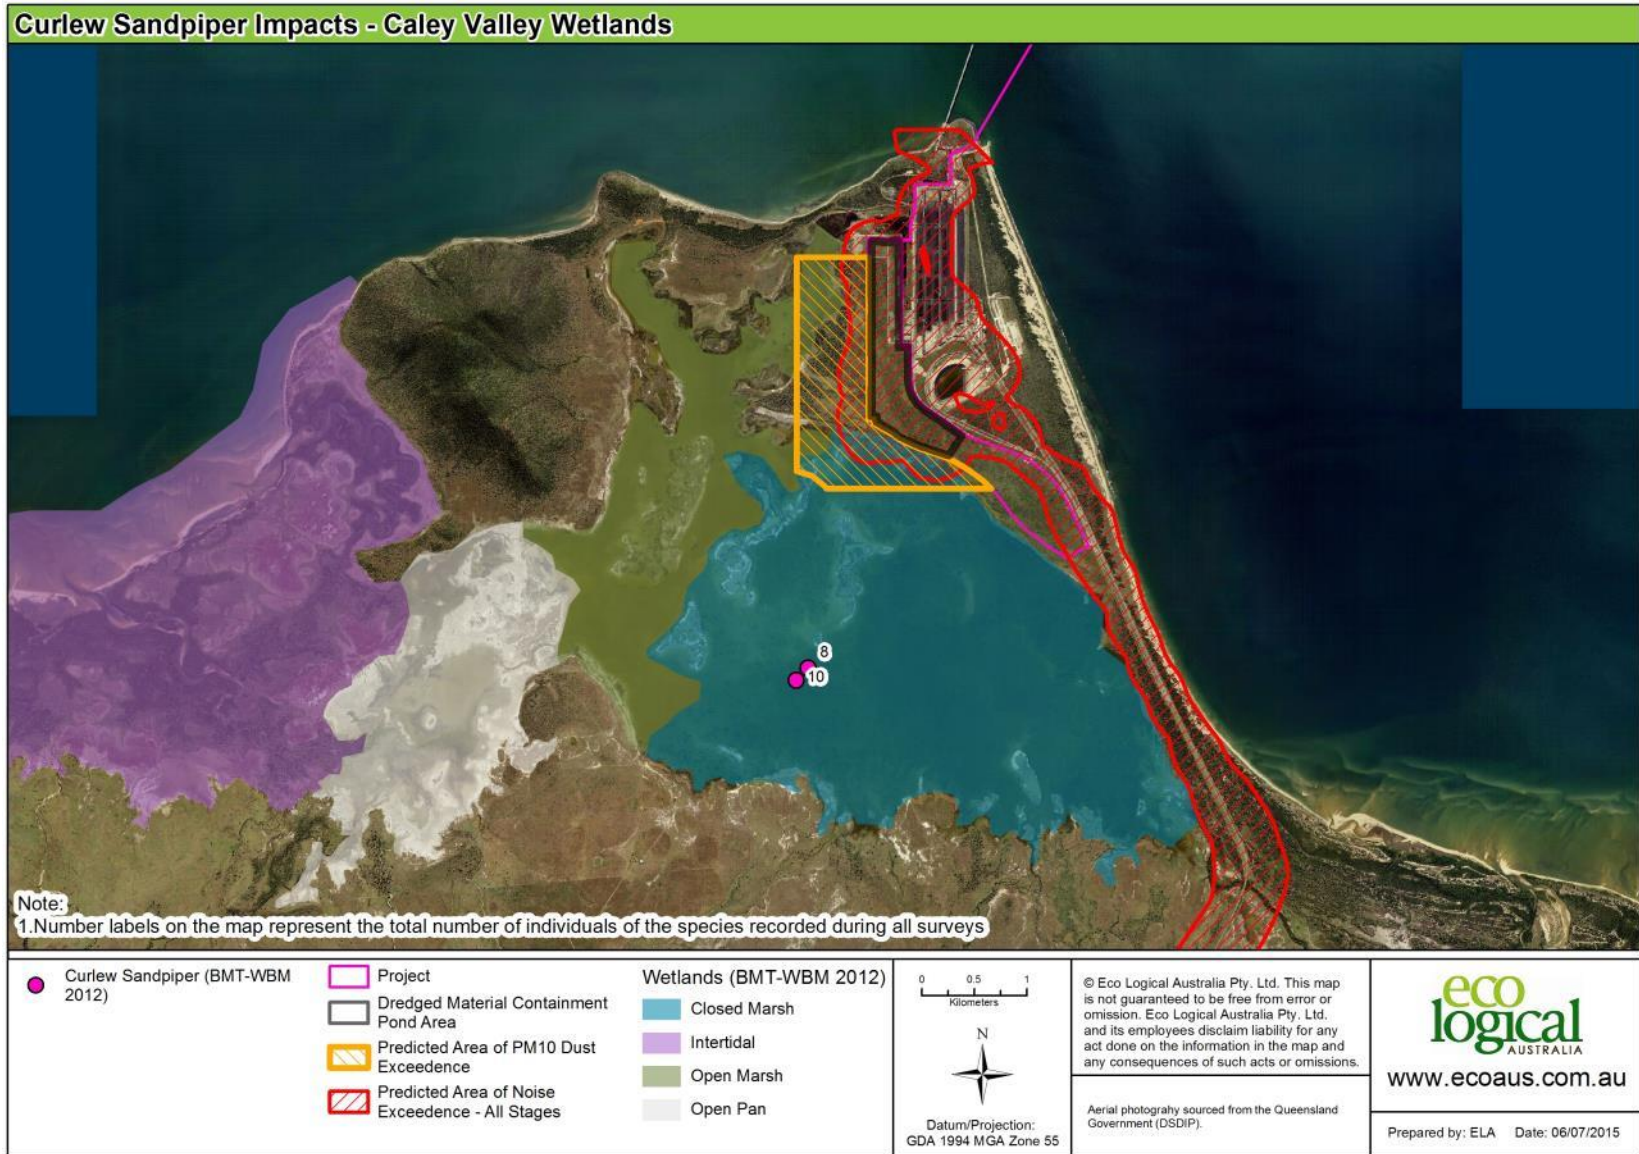 Curlew Sandpiper Impacts - Caley Valley Wetlands
8
10
Note:
1.Number labels on the map represent the total number of individuals of the species recorded during all surveys
Curlew Sandpiper (BMT-WBM
2012)
Project
Dredged Material Containment
Pond Area
Predicted Area of PM10 Dust
Exceedence
Predicted Area of Noise
Exceedence - All Stages
Wetlands (BMT-WBM 2012)
Closed Marsh
Intertidal
Open Marsh
Open Pan
0 0.5 1
Kilometers
N
Datum/Projection:
GDA 1994 MGA Zone 55
© Eco Logical Australia Pty. Ltd. This map
is not guaranteed to be free from error or
omission. Eco Logical Australia Pty. Ltd.
and its employees disclaim liability for any
act done on the information in the map and
any consequences of such acts or omissions.
Aerial photograhy sourced from the Queensland
Government (DSDIP).
eco
logical
AUSTRALIA
www.ecoaus.com.au
Prepared by: ELA Date: 06/07/2015